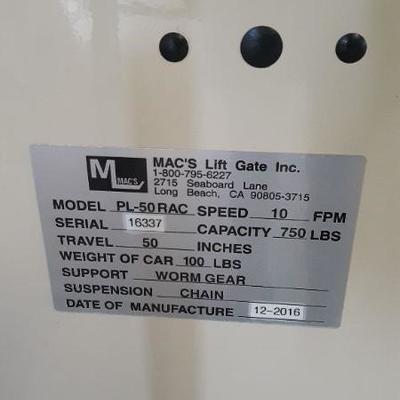 M
MAC'S
MAC'S Lift Gate Inc.
1-800-795-6227
2715 Seaboard Lane
Long Beach, CA 90805-3715
MODEL PL-50RAC SPEED 10 FPM
SERIAL 16337 CAPACITY 750 LBS
TRAVEL 50 INCHES
WEIGHT OF CAR 100 LBS
SUPPORT WORM GEAR
SUSPENSION CHAIN
DATE OF MANUFACTURE 12-2016